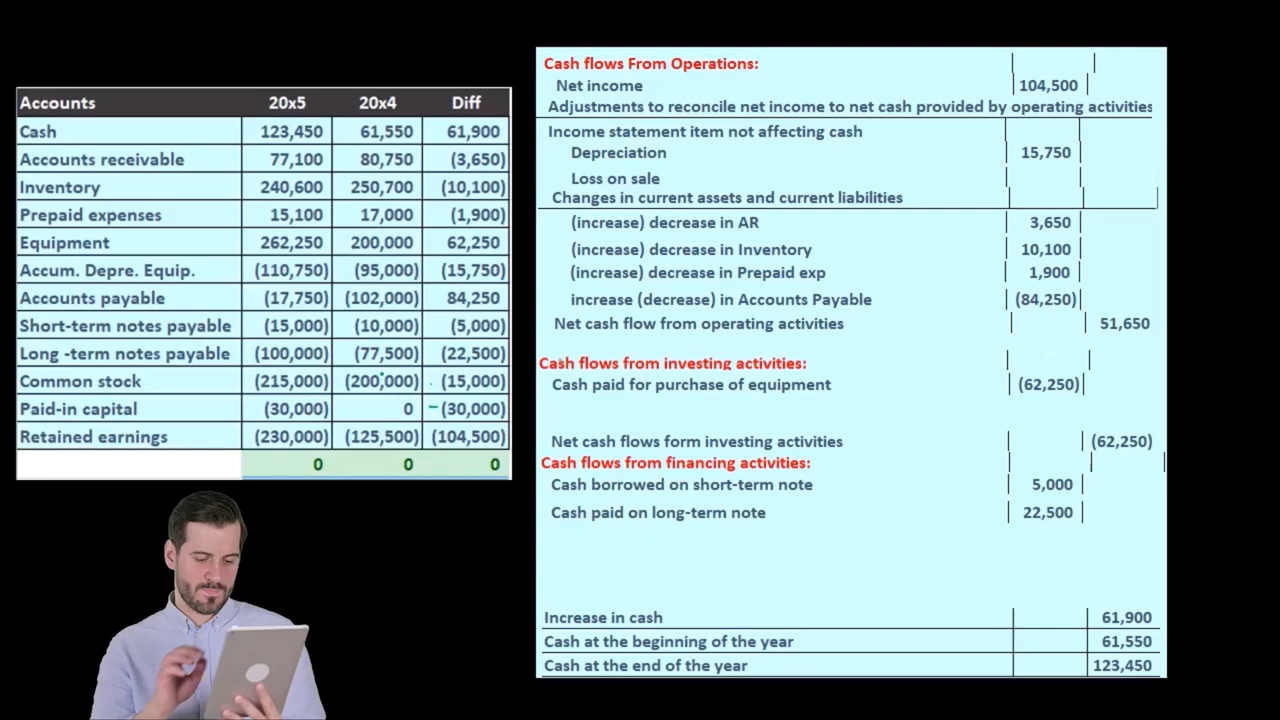 Accounts 20x5 20x4 Diff
Cash 123,450 61,550 61,900
Accounts receivable 77,100 80,750 (3,650)
Inventory 240,600 250,700 (10,100)
Prepaid expenses 15,100 17,000 (1,900)
Equipment 262,250 200,000 62,250
Accum. Depre. Equip. (110,750) (95,000) (15,750)
Accounts payable (17,750) (102,000) 84,250
Short-term notes payable (15,000) (10,000) (5,000)
Long -term notes payable (100,000) (77,500) (22,500)
Common stock (215,000) (200,000) (15,000)
Paid-in capital (30,000) 0 (30,000)
Retained earnings (230,000) (125,500) (104,500)
0 0 0
Cash flows From Operations:
Net income 104,500
Adjustments to reconcile net income to net cash provided by operating activities
Income statement item not affecting cash
Depreciation 15,750
Loss on sale
Changes in current assets and current liabilities
(increase) decrease in AR 3,650
(increase) decrease in Inventory 10,100
(increase) decrease in Prepaid exp 1,900
increase (decrease) in Accounts Payable (84,250)
Net cash flow from operating activities 51,650
Cash flows from investing activities:
Cash paid for purchase of equipment (62,250)
Net cash flows form investing activities (62,250)
Cash flows from financing activities:
Cash borrowed on short-term note 5,000
Cash paid on long-term note 22,500
Increase in cash 61,900
Cash at the beginning of the year 61,550
Cash at the end of the year 123,450